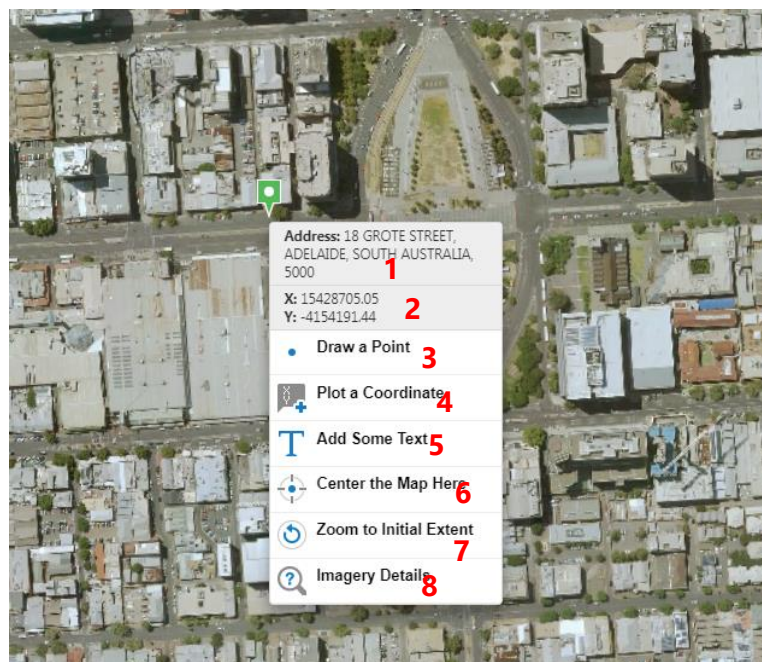 Address: 18 GROTE STREET,
ADELAIDE, SOUTH AUSTRALIA,
5000
1
X: 15428705.05
2
Y: -4154191.44
Draw a Point
3
Plot a Coordinate
4
Add Some Text
5
Center the Map Here
6
Zoom to Initial Extent
7
Imagery Details
8